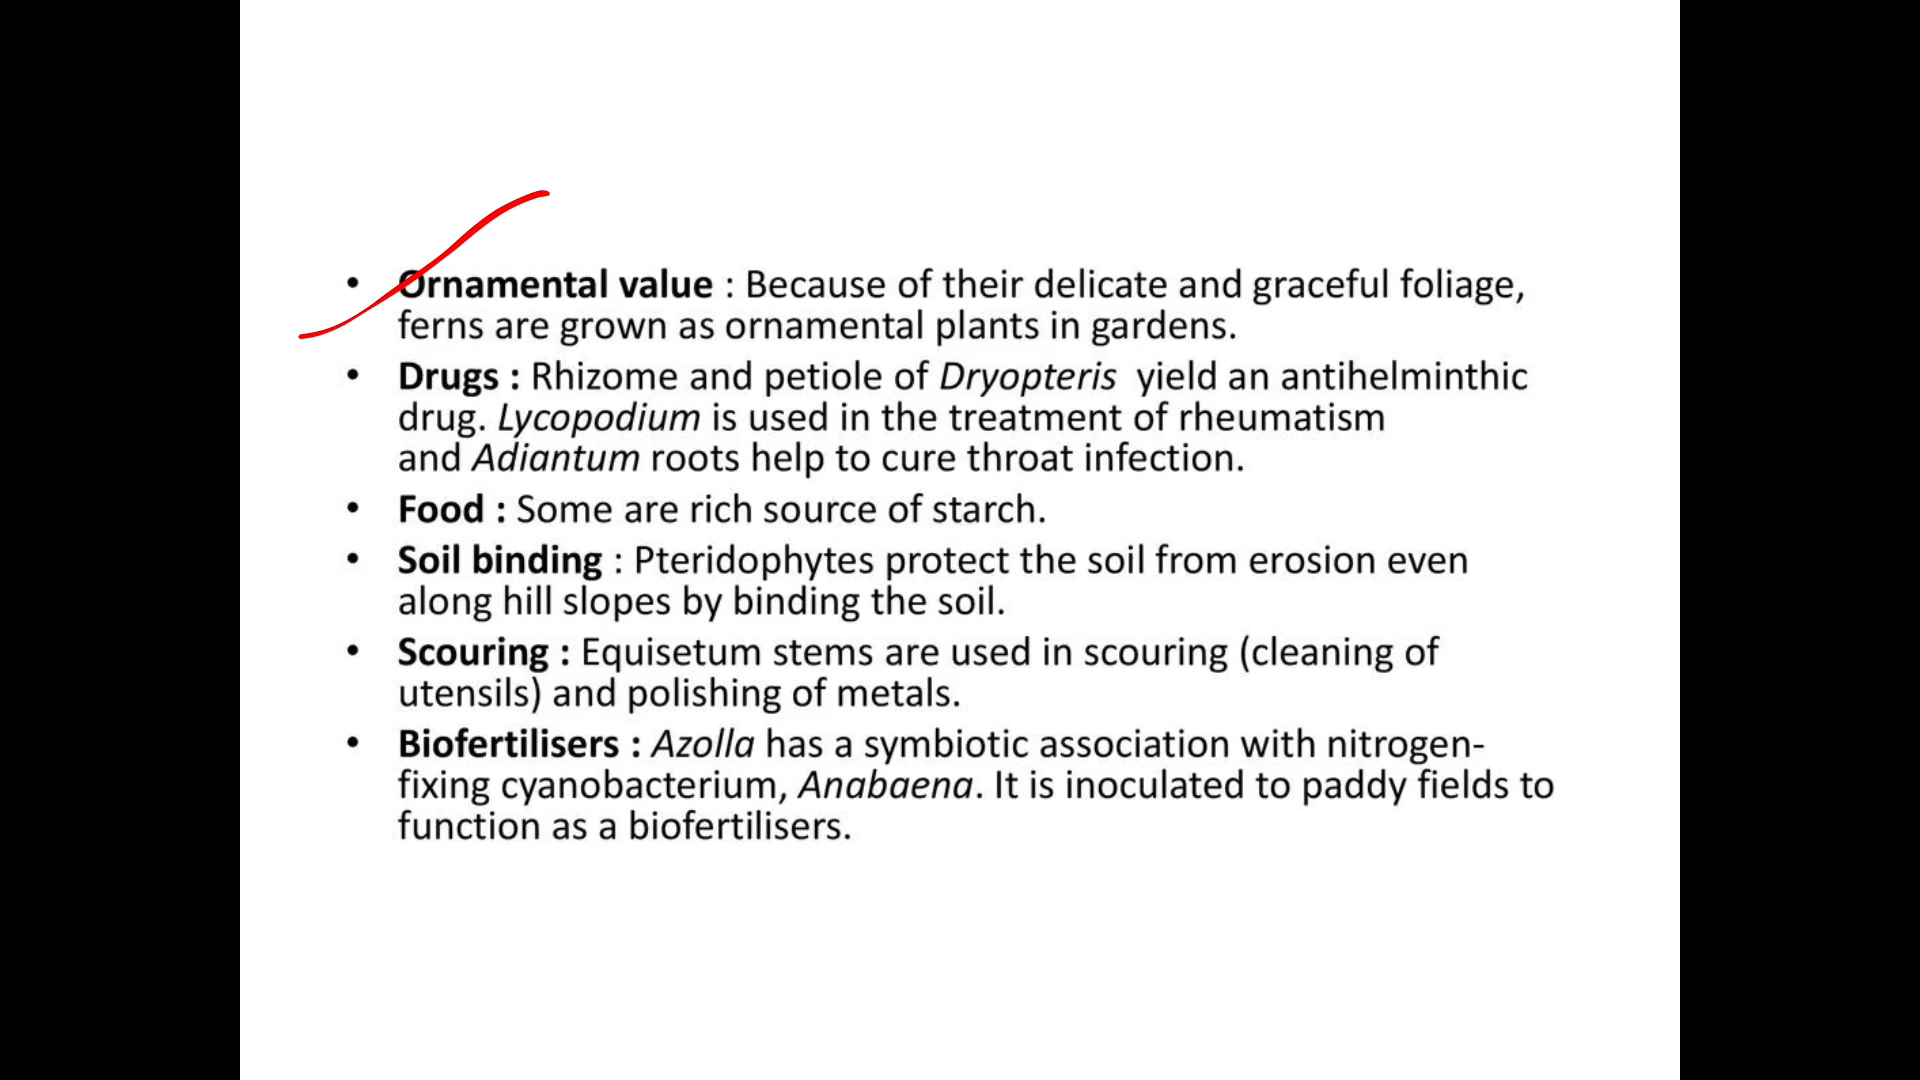 • Ornamental value : Because of their delicate and graceful foliage,
ferns are grown as ornamental plants in gardens.
• Drugs : Rhizome and petiole of Dryopteris yield an antihelminthic
drug. Lycopodium is used in the treatment of rheumatism
and Adiantum roots help to cure throat infection.
• Food : Some are rich source of starch.
• Soil binding : Pteridophytes protect the soil from erosion even
along hill slopes by binding the soil.
• Scouring : Equisetum stems are used in scouring (cleaning of
utensils) and polishing of metals.
• Biofertilisers : Azolla has a symbiotic association with nitrogen-
fixing cyanobacterium, Anabaena. It is inoculated to paddy fields to
function as a biofertilisers.